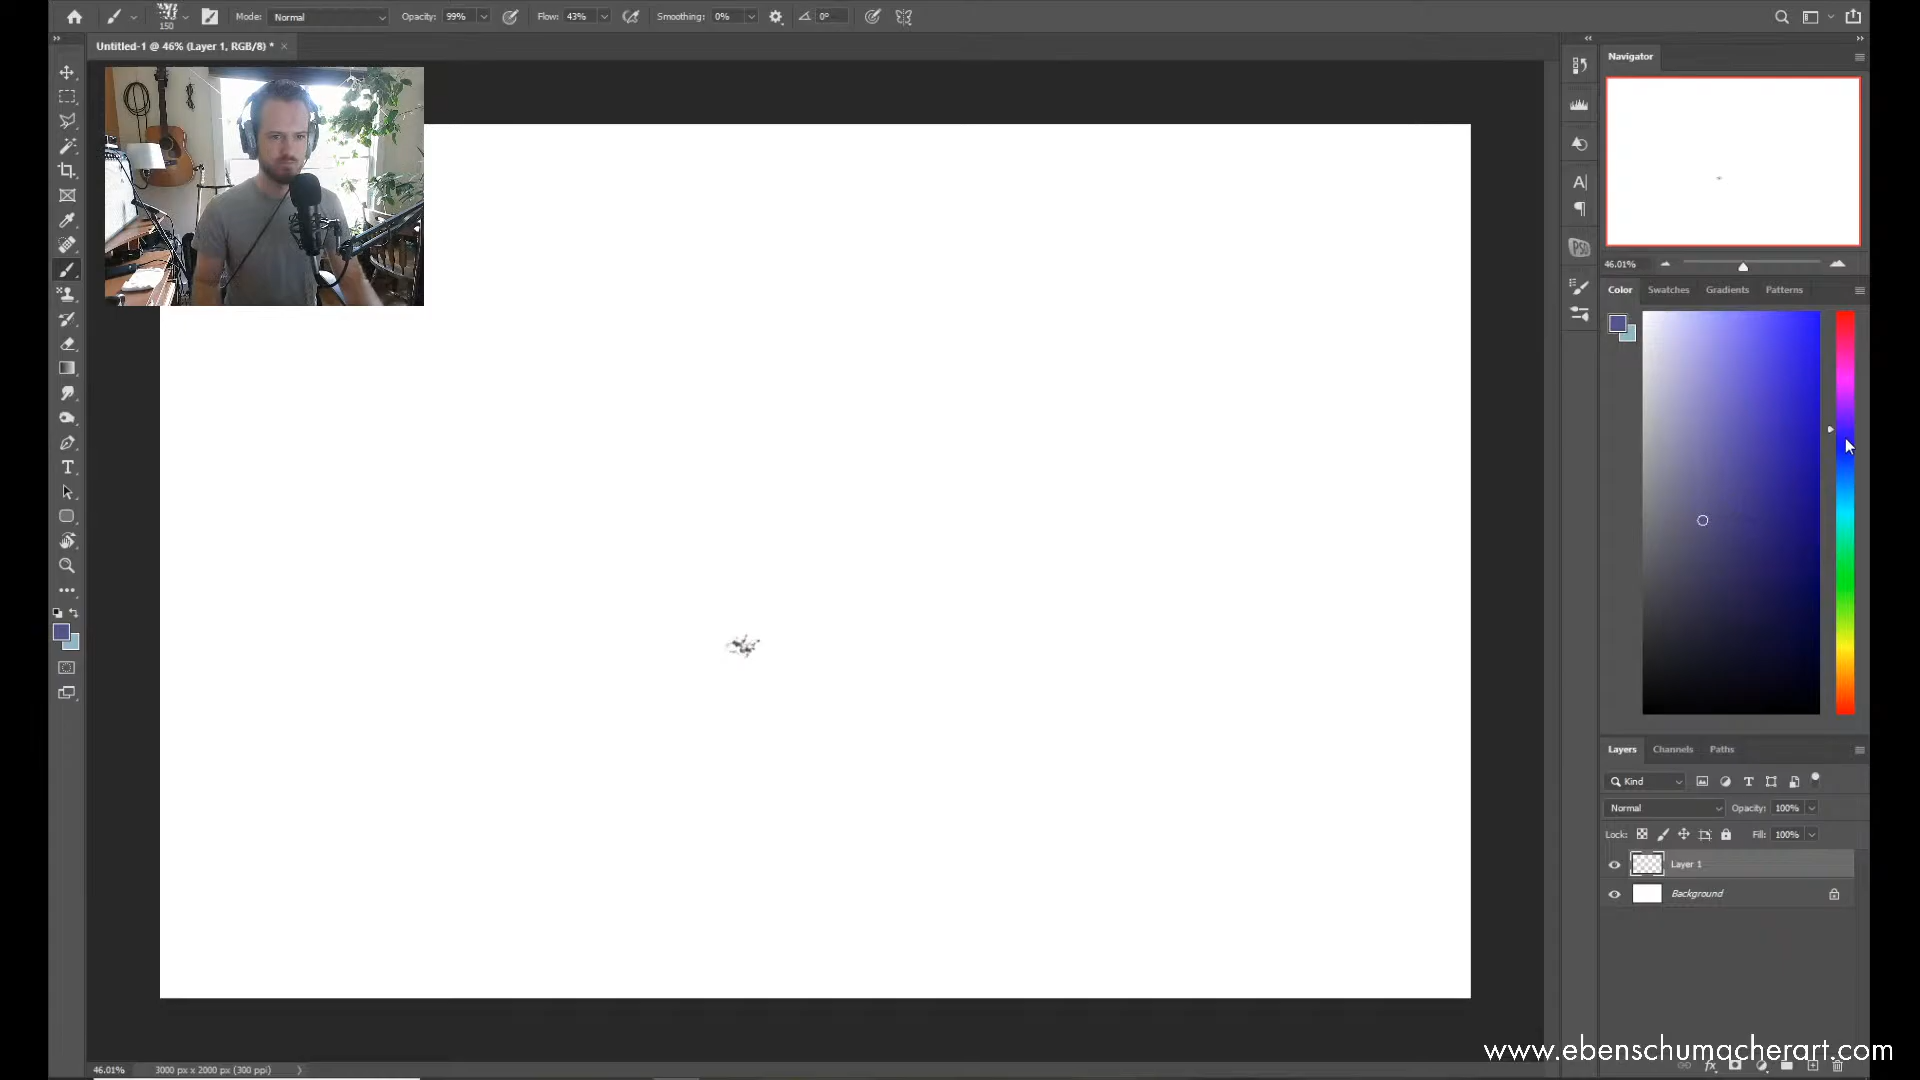 150
Mode: Normal
Opacity: 99%
Flow: 43%
Smoothing: 0%
0°
Untitled-1 @ 46% (Layer 1, RGB/8) *
Navigator
46.01%
Color Swatches Gradients Patterns
Layers Channels Paths
Kind
Normal
Opacity: 100%
Lock:
Fill: 100%
Layer 1
Background
46.01%
3000 px x 2000 px (300 ppi)
www.ebenschumacherart.com